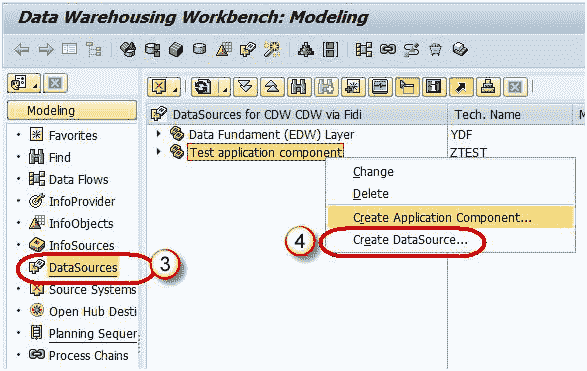 Data Warehousing Workbench: Modeling
Modeling
DataSources for CDW CDW via Fidi
Tech. Name
M
Favorites
Data Fundament (EDW) Layer
YDF
Find
Test application component
ZTEST
Data Flows
Change
InfoProvider
Delete
InfoObjects
Create Application Component...
InfoSources
4
Create DataSource...
DataSources
3
Source Systems
Open Hub Desti
Planning Sequer
Process Chains